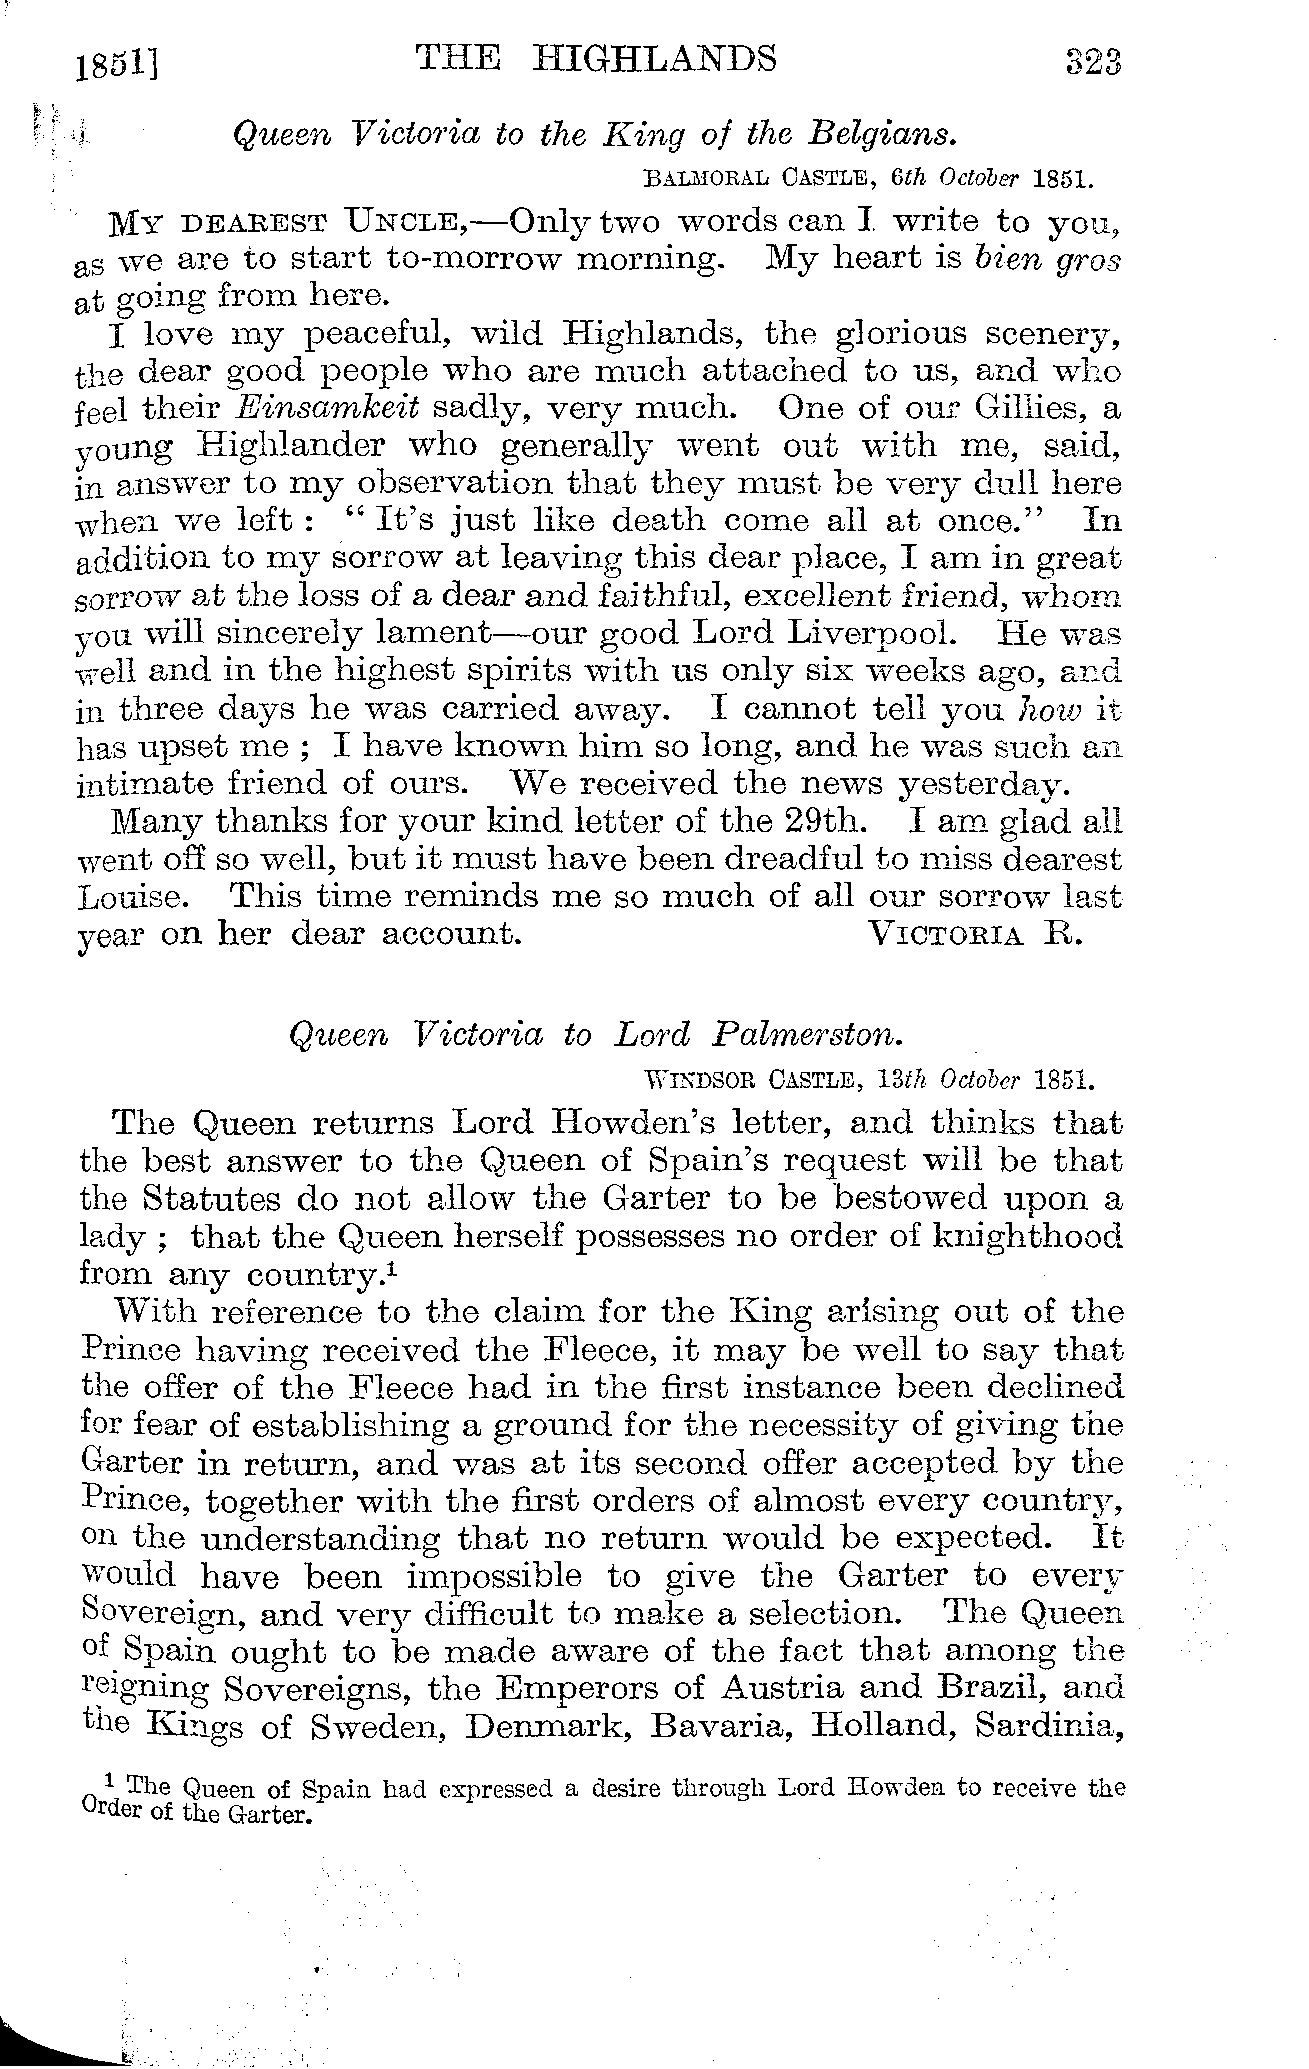 1851] THE HIGHLANDS 323
Queen Victoria to the King of the Belgians.
BALMORAL CASTLE, 6th October 1851.
MY DEAREST UNCLE,—Only two words can I write to you,
as we are to start to-morrow morning. My heart is bien gros
at going from here.
I love my peaceful, wild Highlands, the glorious scenery,
the dear good people who are much attached to us, and who
feel their Einsamkeit sadly, very much. One of our Gillies, a
young Highlander who generally went out with me, said,
in answer to my observation that they must be very dull here
when we left : “ It's just like death come all at once.” In
addition to my sorrow at leaving this dear place, I am in great
sorrow at the loss of a dear and faithful, excellent friend, whom
you will sincerely lament—our good Lord Liverpool. He was
well and in the highest spirits with us only six weeks ago, and
in three days he was carried away. I cannot tell you how it
has upset me ; I have known him so long, and he was such an
intimate friend of ours. We received the news yesterday.
Many thanks for your kind letter of the 29th. I am glad all
went off so well, but it must have been dreadful to miss dearest
Louise. This time reminds me so much of all our sorrow last
year on her dear account. VICTORIA R.
Queen Victoria to Lord Palmerston.
WINDSOR CASTLE, 13th October 1851.
The Queen returns Lord Howden's letter, and thinks that
the best answer to the Queen of Spain's request will be that
the Statutes do not allow the Garter to be bestowed upon a
lady ; that the Queen herself possesses no order of knighthood
from any country.¹
With reference to the claim for the King arising out of the
Prince having received the Fleece, it may be well to say that
the offer of the Fleece had in the first instance been declined
for fear of establishing a ground for the necessity of giving the
Garter in return, and was at its second offer accepted by the
Prince, together with the first orders of almost every country,
on the understanding that no return would be expected. It
would have been impossible to give the Garter to every
Sovereign, and very difficult to make a selection. The Queen
of Spain ought to be made aware of the fact that among the
reigning Sovereigns, the Emperors of Austria and Brazil, and
the Kings of Sweden, Denmark, Bavaria, Holland, Sardinia,
¹ The Queen of Spain had expressed a desire through Lord Howden to receive the
Order of the Garter.